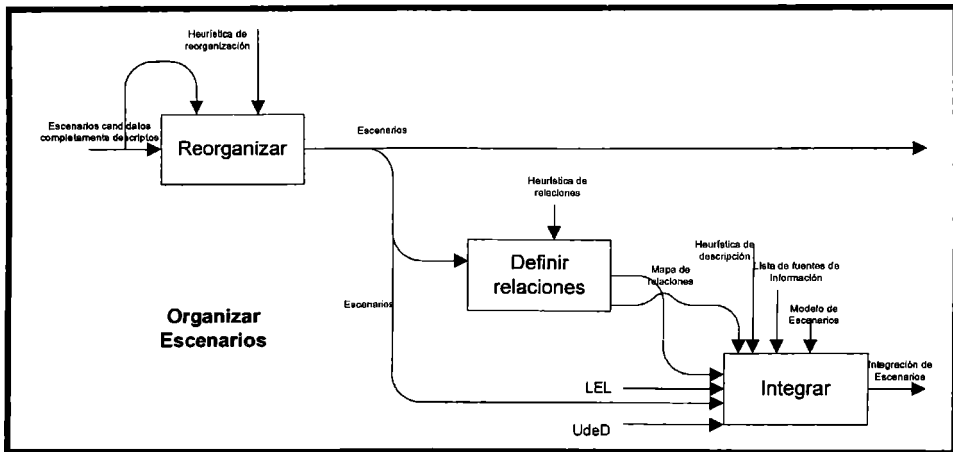 Heurística de
reorganización
Escenarios candidatos
completamente descriptos
Reorganizar
Escenarios
Heurística de
relaciones
Definir
relaciones
Mapa de
relaciones
Heurística de
descripción
Lista de fuentes de
Información
Modelo de
Escenarios
Escenarios
Organizar
Escenarios
LEL
UdeD
Integrar
Integración de
Escenarios